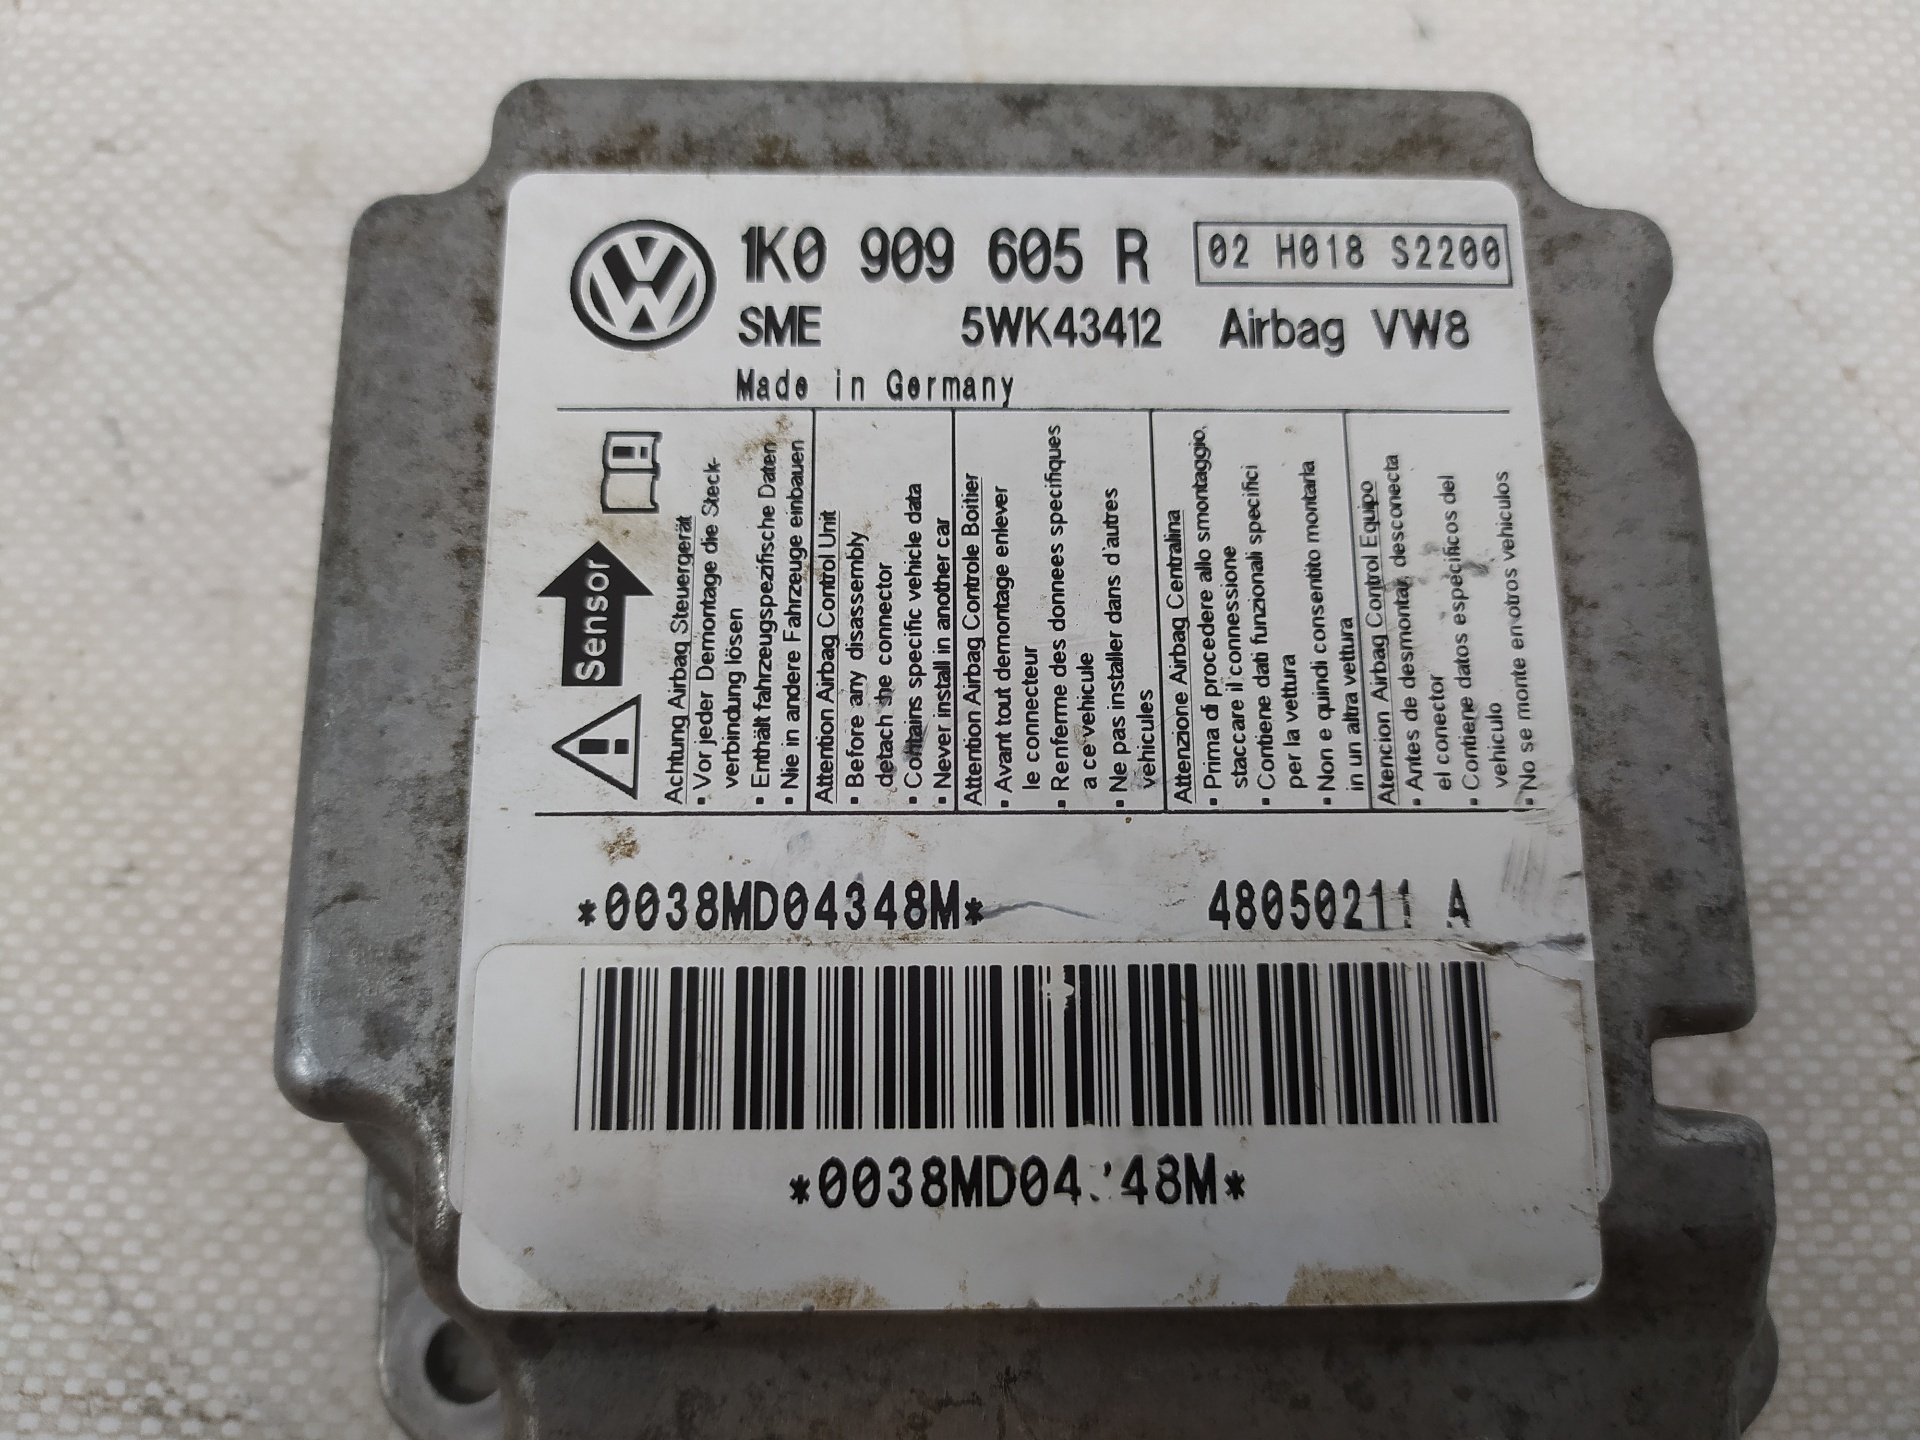 1K0 909 605 R
02 H018 S2200
SME 5WK43412 Airbag VW8
Made in Germany
Sensor
Achtung Airbag Steuergerät
• Vor jeder Demontage die Steck-
verbindung lösen
• Enthält fahrzeugspezifische Daten
• Nie in andere Fahrzeuge einbauen
Attention Airbag Control Unit
• Before any disassembly
detach the connector
• Contains specific vehicle data
• Never install in another car
Attention Airbag Controle Boitier
• Avant tout demontage enlever
le connecteur
• Renferme des donnees specifiques
a ce vehicule
• Ne pas installer dans d'autres
vehicules
Attenzione Airbag Centralina
• Prima di procedere allo smontaggio,
staccare il connessione
• Contiene dati funzionali specifici
per la vettura
• Non e quindi consentito montarla
in un altra vettura
Atencion Airbag Control Equipo
• Antes de desmontar, desconecta
el conector
• Contiene datos especificos del
vehiculo
• No se monte en otros vehiculos
*0038MD04348M* 48050211 A
*0038MD04 48M*